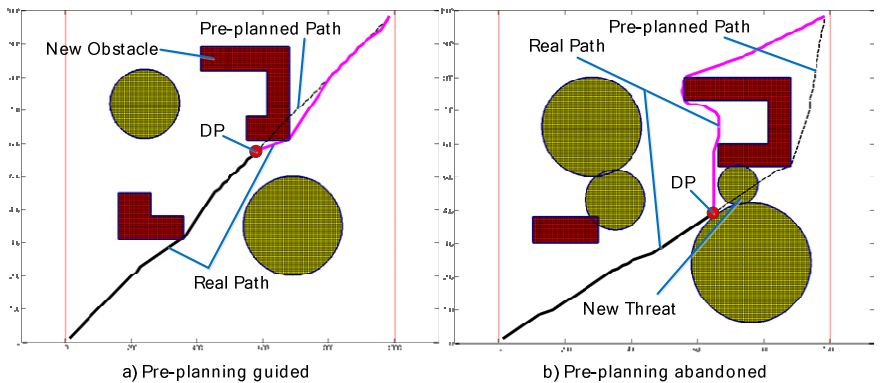 Pre-planned Path
New Obstacle
DP
Real Path
a) Pre-planning guided
Pre-planned Path
Real Path
DP
New Threat
b) Pre-planning abandoned